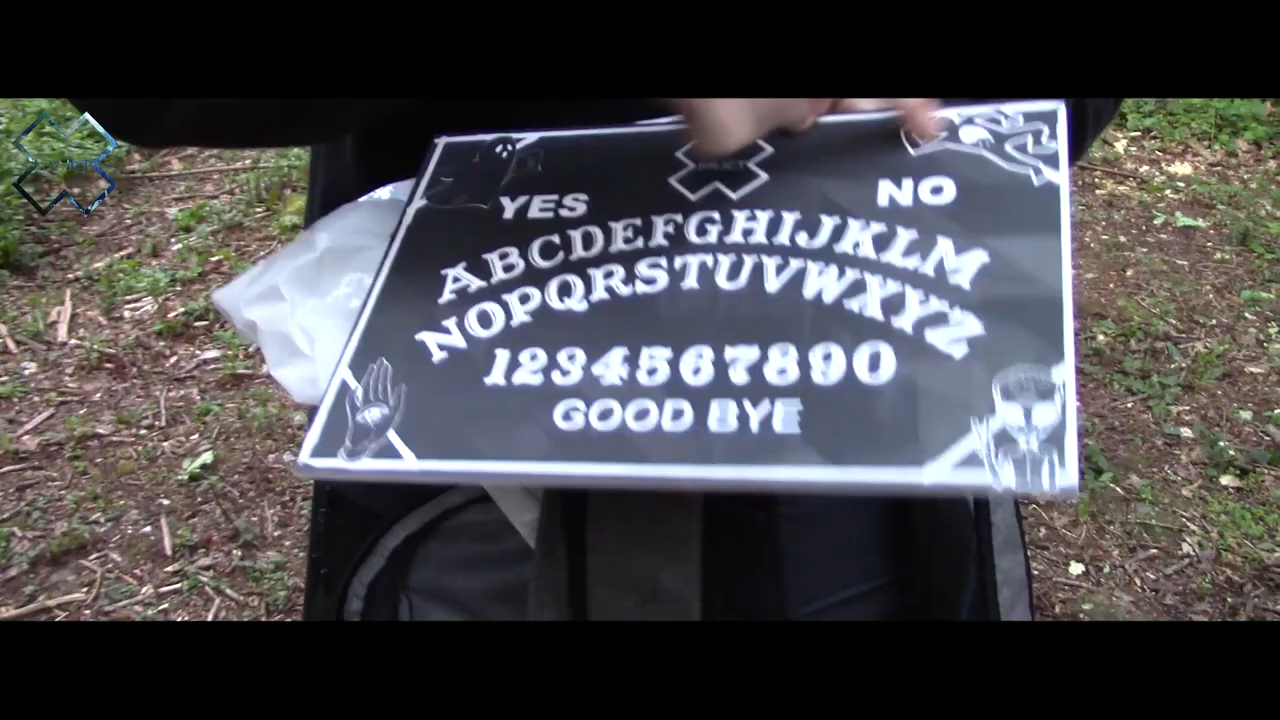 YES NO
ABCDEFGHIJKLM
NOPQRSTUVWXYZ
1234567890
GOOD BYE